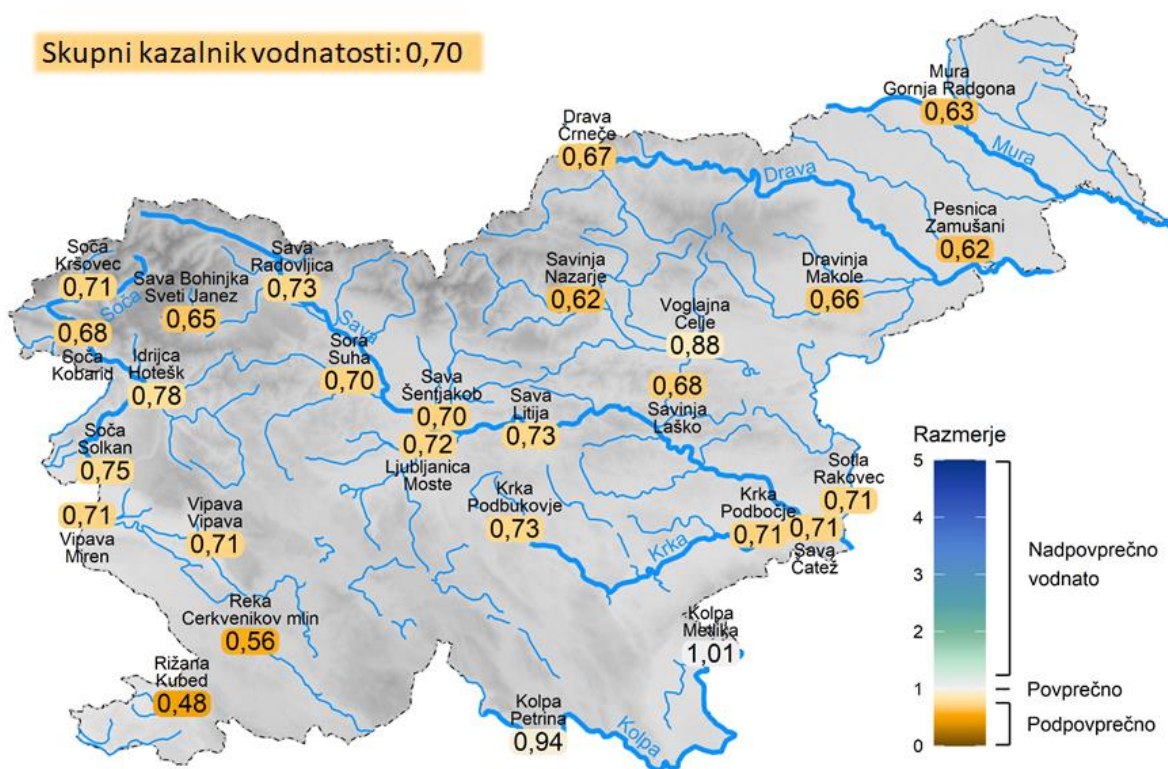 Skupni kazalnik vodnatosti: 0,70
Mura
Gornja Radgona
0,63
Mura
Drava
Črneče
0,67
Drava
Pesnica
Zamušani
0,62
Soča
Kršovec
0,71
Soča
Sava Bohinjka
Sveti Janez
0,65
Sava
Radovljica
0,73
Sava
Savinja
Nazarje
0,62
Dravinja
Makole
0,66
Voglajna
Celje
0,88
0,68
Soča
Kobarid
Idrijca
Hotešk
0,78
Sora
Suha
0,70
Sava
Šentjakob
0,70
0,72
Ljubljanica
Moste
Sava
Litija
0,73
0,68
Savinja
Laško
Soča
Solkan
0,75
0,71
Vipava
Miren
Vipava
Vipava
0,71
Krka
Podbukovje
0,73
Krka
Krka
Podbočje
0,71
0,71
Sava
Čatež
Sotla
Rakovec
0,71
Reka
Cerkvenikov mlin
0,56
Rižana
Kubed
0,48
Kolpa
Metlika
1,01
Kolpa
Petrina
0,94
Kolpa
Razmerje
5
4
3
2
1
0
Nadpovprečno
vodnato
Povprečno
Podpovprečno